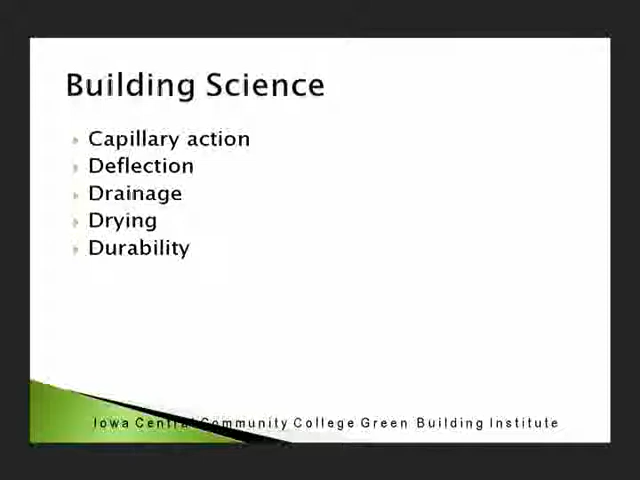 Building Science
Capillary action
Deflection
Drainage
Drying
Durability
Iowa Central Community College Green Building Institute